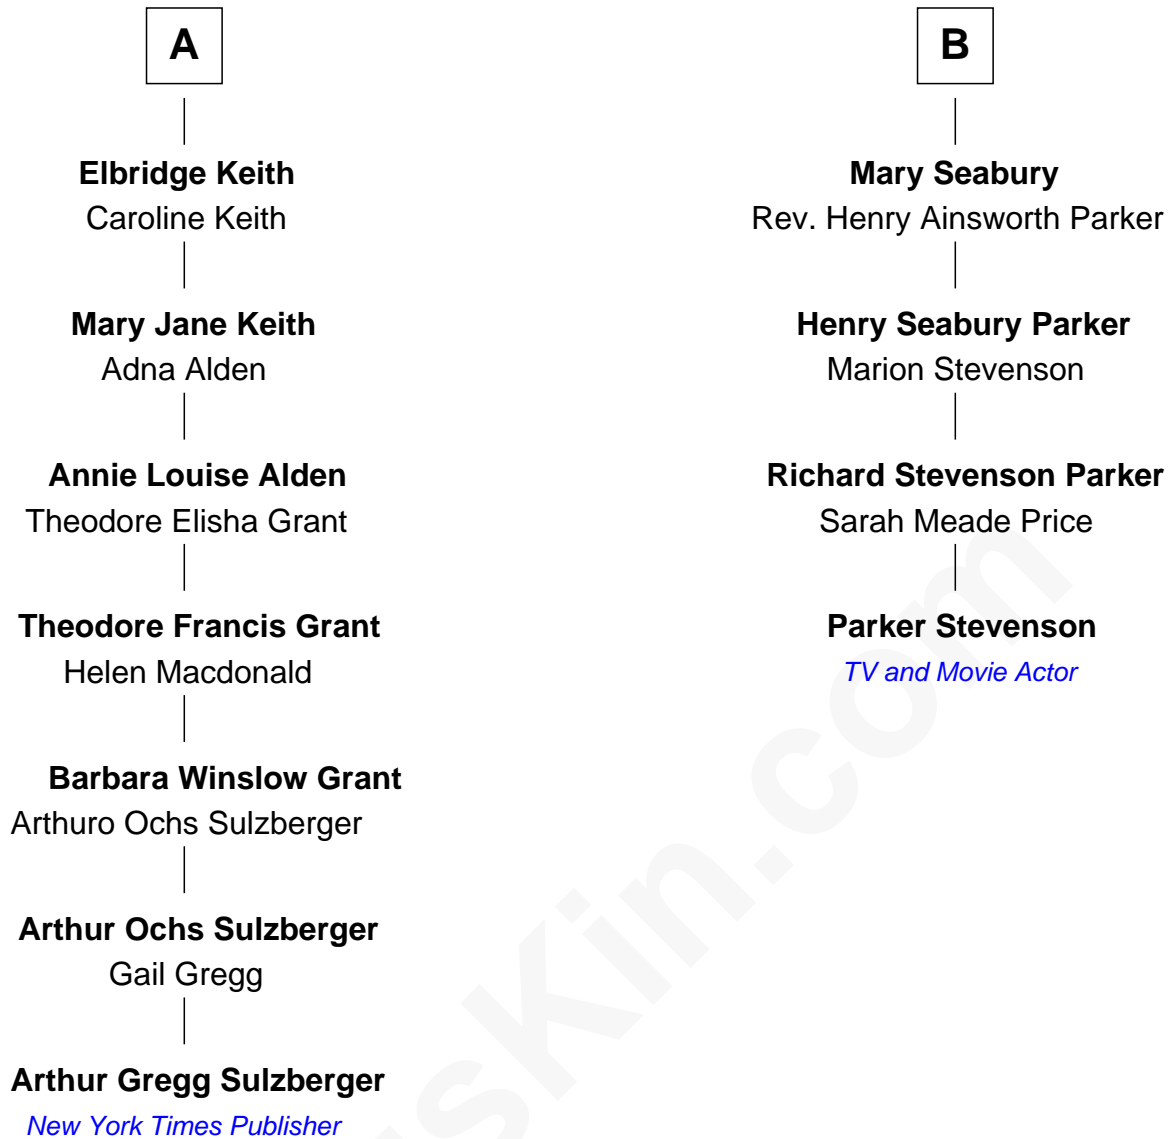 A
Elbridge Keith
Caroline Keith
Mary Jane Keith
Adna Alden
Annie Louise Alden
Theodore Elisha Grant
Theodore Francis Grant
Helen Macdonald
Barbara Winslow Grant
Arthuro Ochs Sulzberger
Arthur Ochs Sulzberger
Gail Gregg
Arthur Gregg Sulzberger
New York Times Publisher
B
Mary Seabury
Rev. Henry Ainsworth Parker
Henry Seabury Parker
Marion Stevenson
Richard Stevenson Parker
Sarah Meade Price
Parker Stevenson
TV and Movie Actor
sKin.com